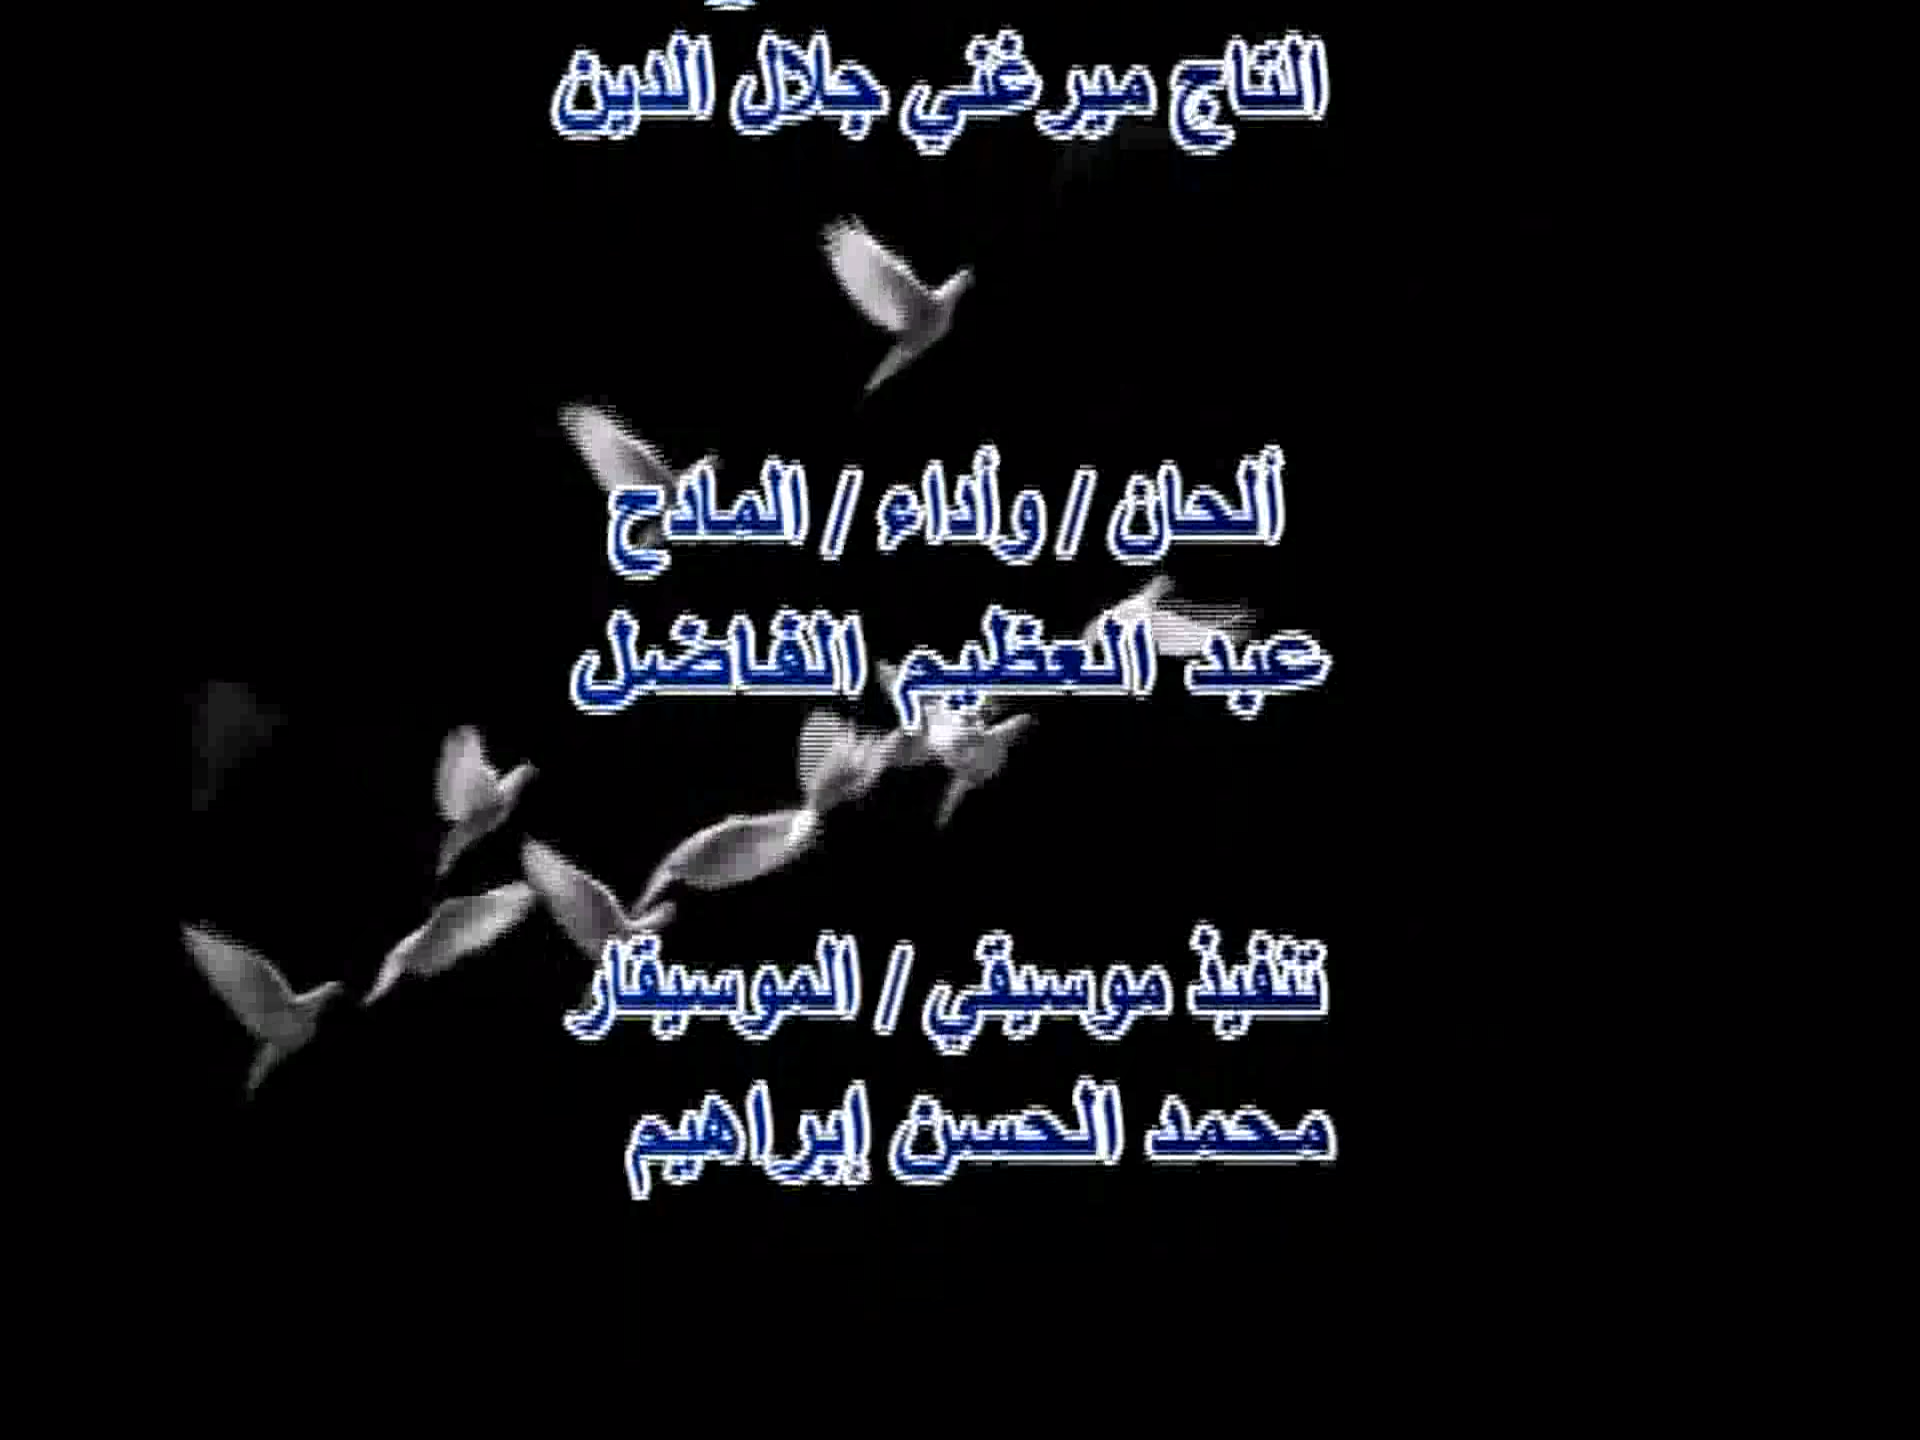 التاج ميرغني جلال الدين
ألحان / وأداء / المادح
عبد العظيم الفاضل
تنفيذ موسيقي / الموسيقار
محمد الحسن إبراهيم